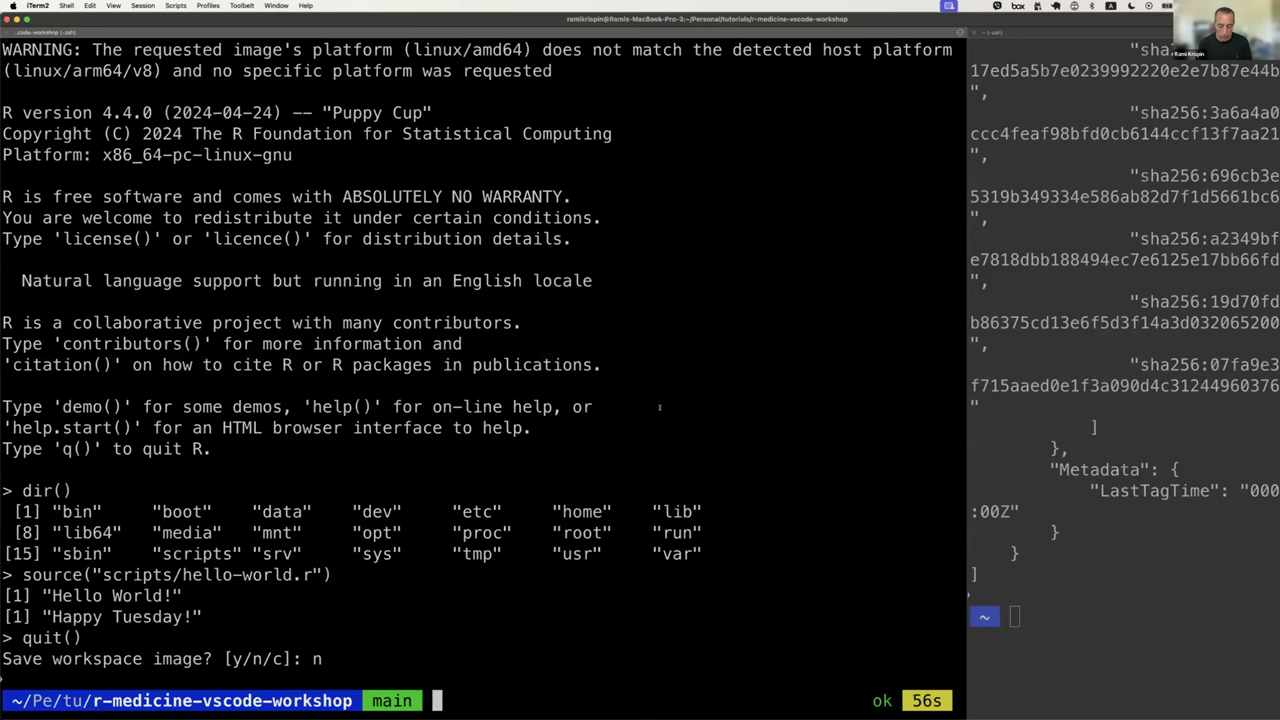 iTerm2 Shell Edit View Session Scripts Profiles Toolbelt Window Help
box
ramikrispin@Ramis-MacBook-Pro-3:~/Personal/tutorials/r-medicine-vscode-workshop
..code-workshop (-zsh)
~ (-zsh)
Rami Krispin
WARNING: The requested image's platform (linux/amd64) does not match the detected host platform
(linux/arm64/v8) and no specific platform was requested
R version 4.4.0 (2024-04-24) -- "Puppy Cup"
Copyright (C) 2024 The R Foundation for Statistical Computing
Platform: x86_64-pc-linux-gnu
R is free software and comes with ABSOLUTELY NO WARRANTY.
You are welcome to redistribute it under certain conditions.
Type 'license()' or 'licence()' for distribution details.
Natural language support but running in an English locale
R is a collaborative project with many contributors.
Type 'contributors()' for more information and
'citation()' on how to cite R or R packages in publications.
Type 'demo()' for some demos, 'help()' for on-line help, or
'help.start()' for an HTML browser interface to help.
Type 'q()' to quit R.
> dir()
[1] "bin" "boot" "data" "dev" "etc" "home" "lib"
[8] "lib64" "media" "mnt" "opt" "proc" "root" "run"
[15] "sbin" "scripts" "srv" "sys" "tmp" "usr" "var"
> source("scripts/hello-world.r")
[1] "Hello World!"
[1] "Happy Tuesday!"
> quit()
Save workspace image? [y/n/c]: n
~/Pe/tu/r-medicine-vscode-workshop main ok 56s
"sha
17ed5a5b7e0239992220e2e7b87e44b
",
"sha256:3a6a4a0
ccc4feaf98bfd0cb6144ccf13f7aa21
",
"sha256:696cb3e
5319b349334e586ab82d7f1d5661bc6
",
"sha256:a2349bf
e7818dbb188494ec7e6125e17bb66fd
",
"sha256:19d70fd
b86375cd13e6f5d3f14a3d032065200
",
"sha256:07fa9e3
f715aaed0e1f3a090d4c31244960376
"
]
},
"Metadata": {
"LastTagTime": "000
:00Z"
}
}
]
~